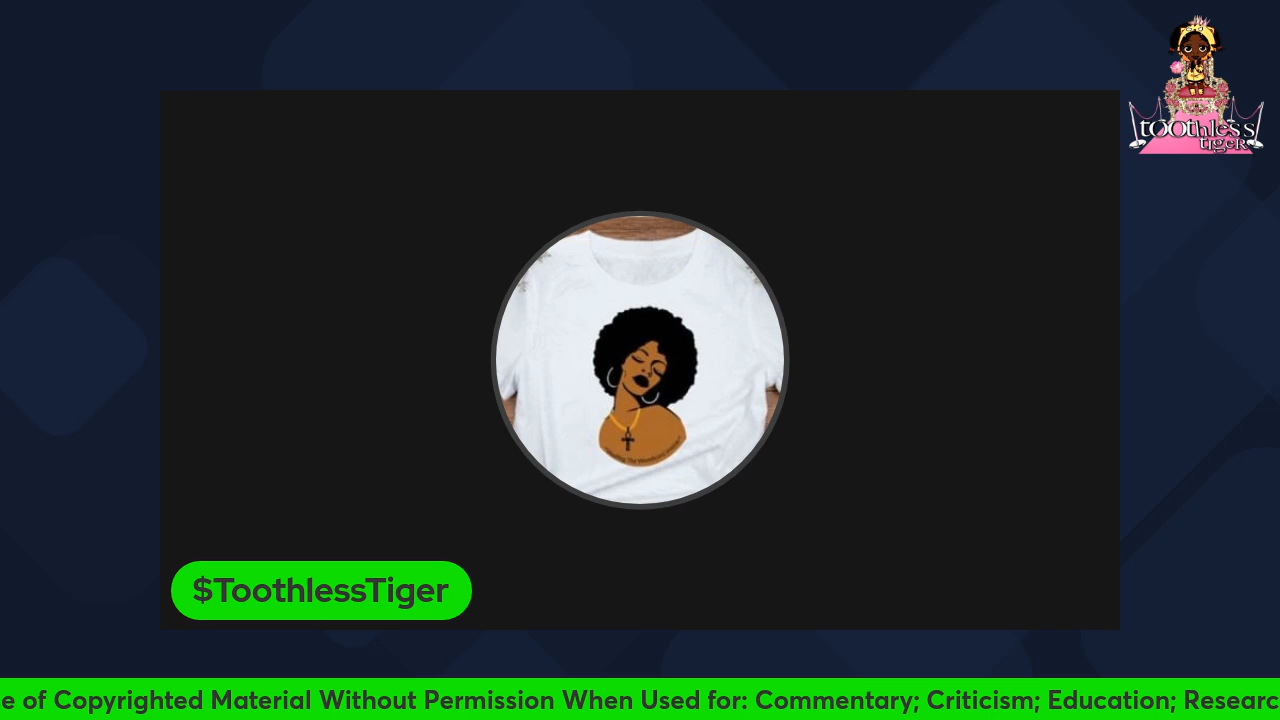 toothless
tiger
$ToothlessTiger
e of Copyrighted Material Without Permission When Used for: Commentary; Criticism; Education; Researc